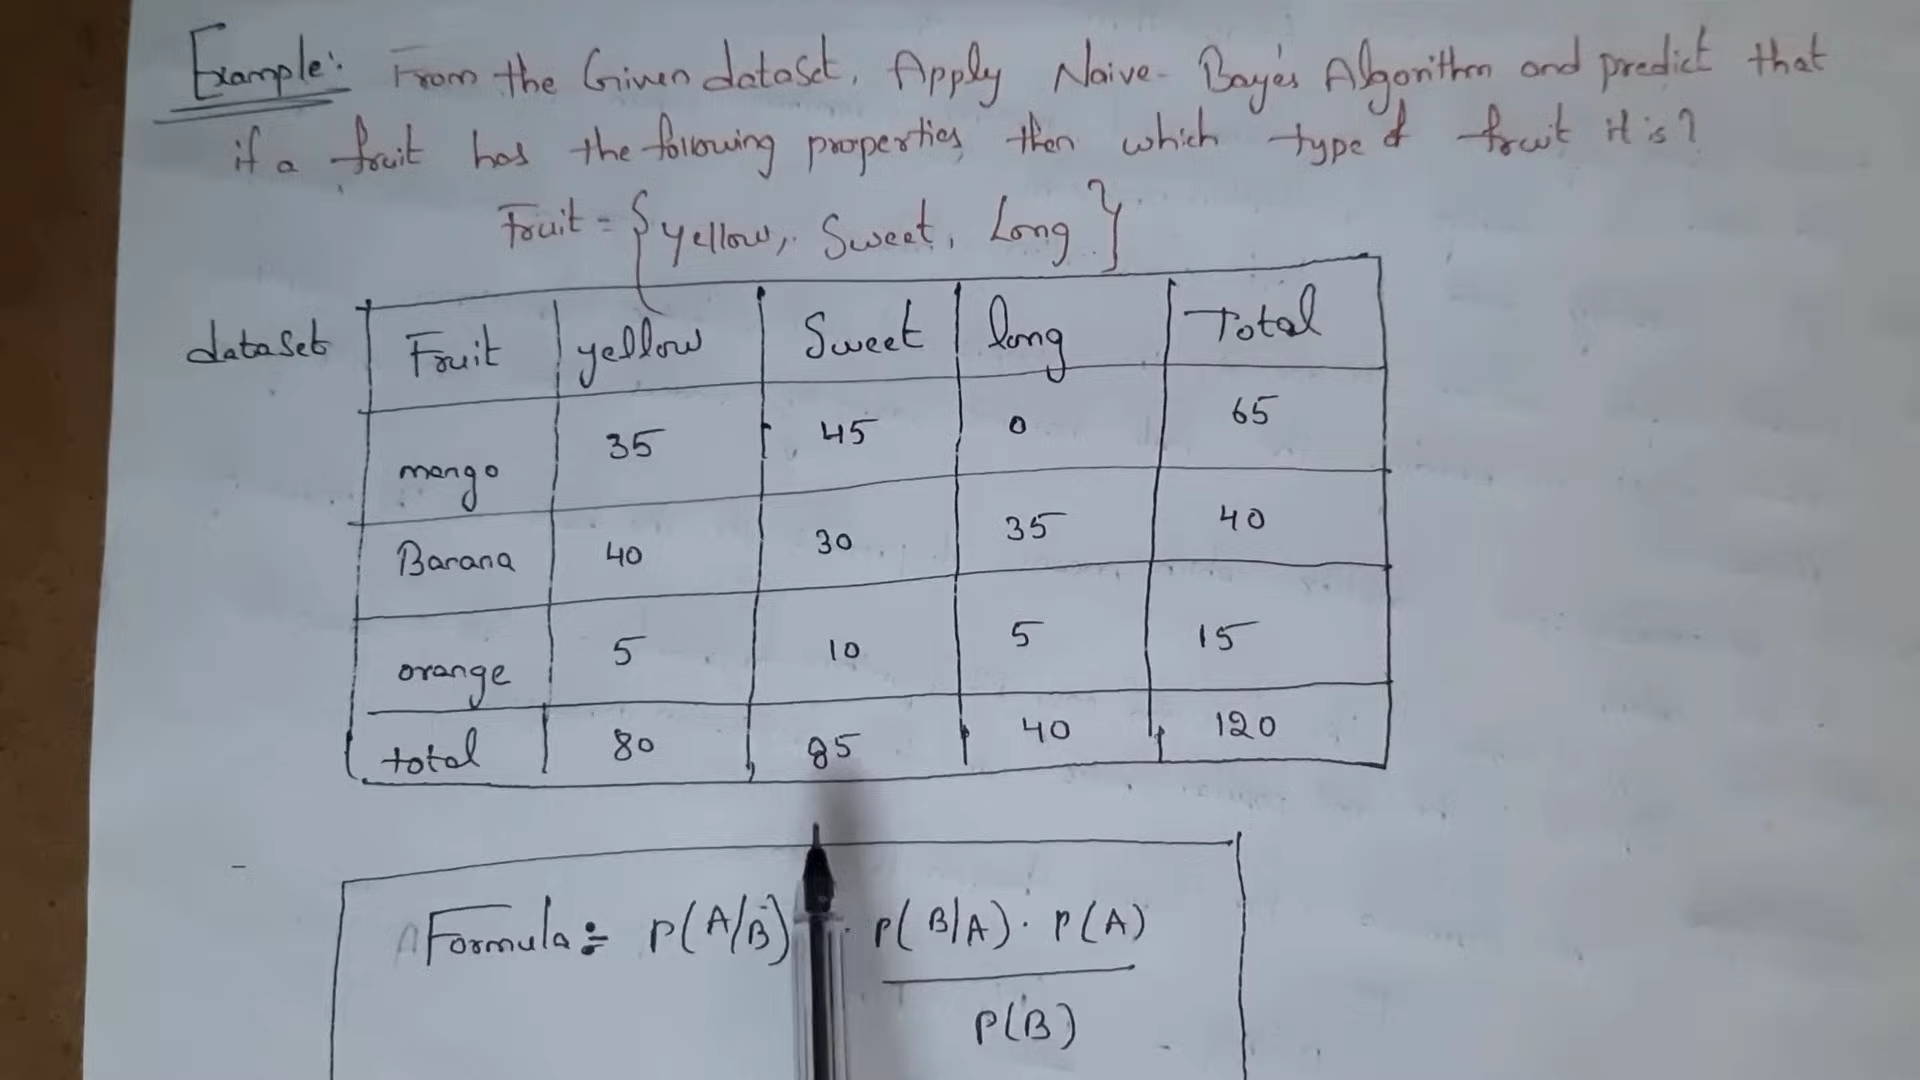 Example: From the Given dataset, Apply Naive-Baye's Algorithm and predict that
if a fruit has the following properties then which type of fruit it is?
Fruit = {yellow, Sweet, Long}
dataset
Fruit yellow Sweet long Total
mango 35 45 0 65
Banana 40 30 35 40
orange 5 10 5 15
total 80 85 40 120
Formula: P(A/B) P(B/A). P(A)
P(B)